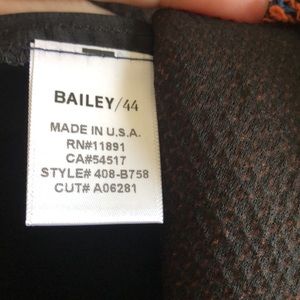 BAILEY/44
MADE IN U.S.A.
RN#11891
CA#54517
STYLE# 408-B758
CUT# A06281